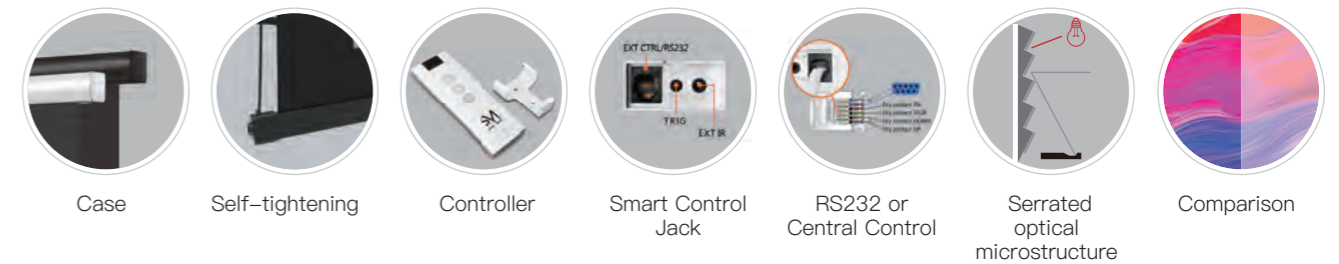 EXT CTRL/RS232
TRIG
EXT IR
Case
Self-tightening
Controller
Smart Control
Jack
RS232 or
Central Control
Serrated
optical
microstructure
Comparison